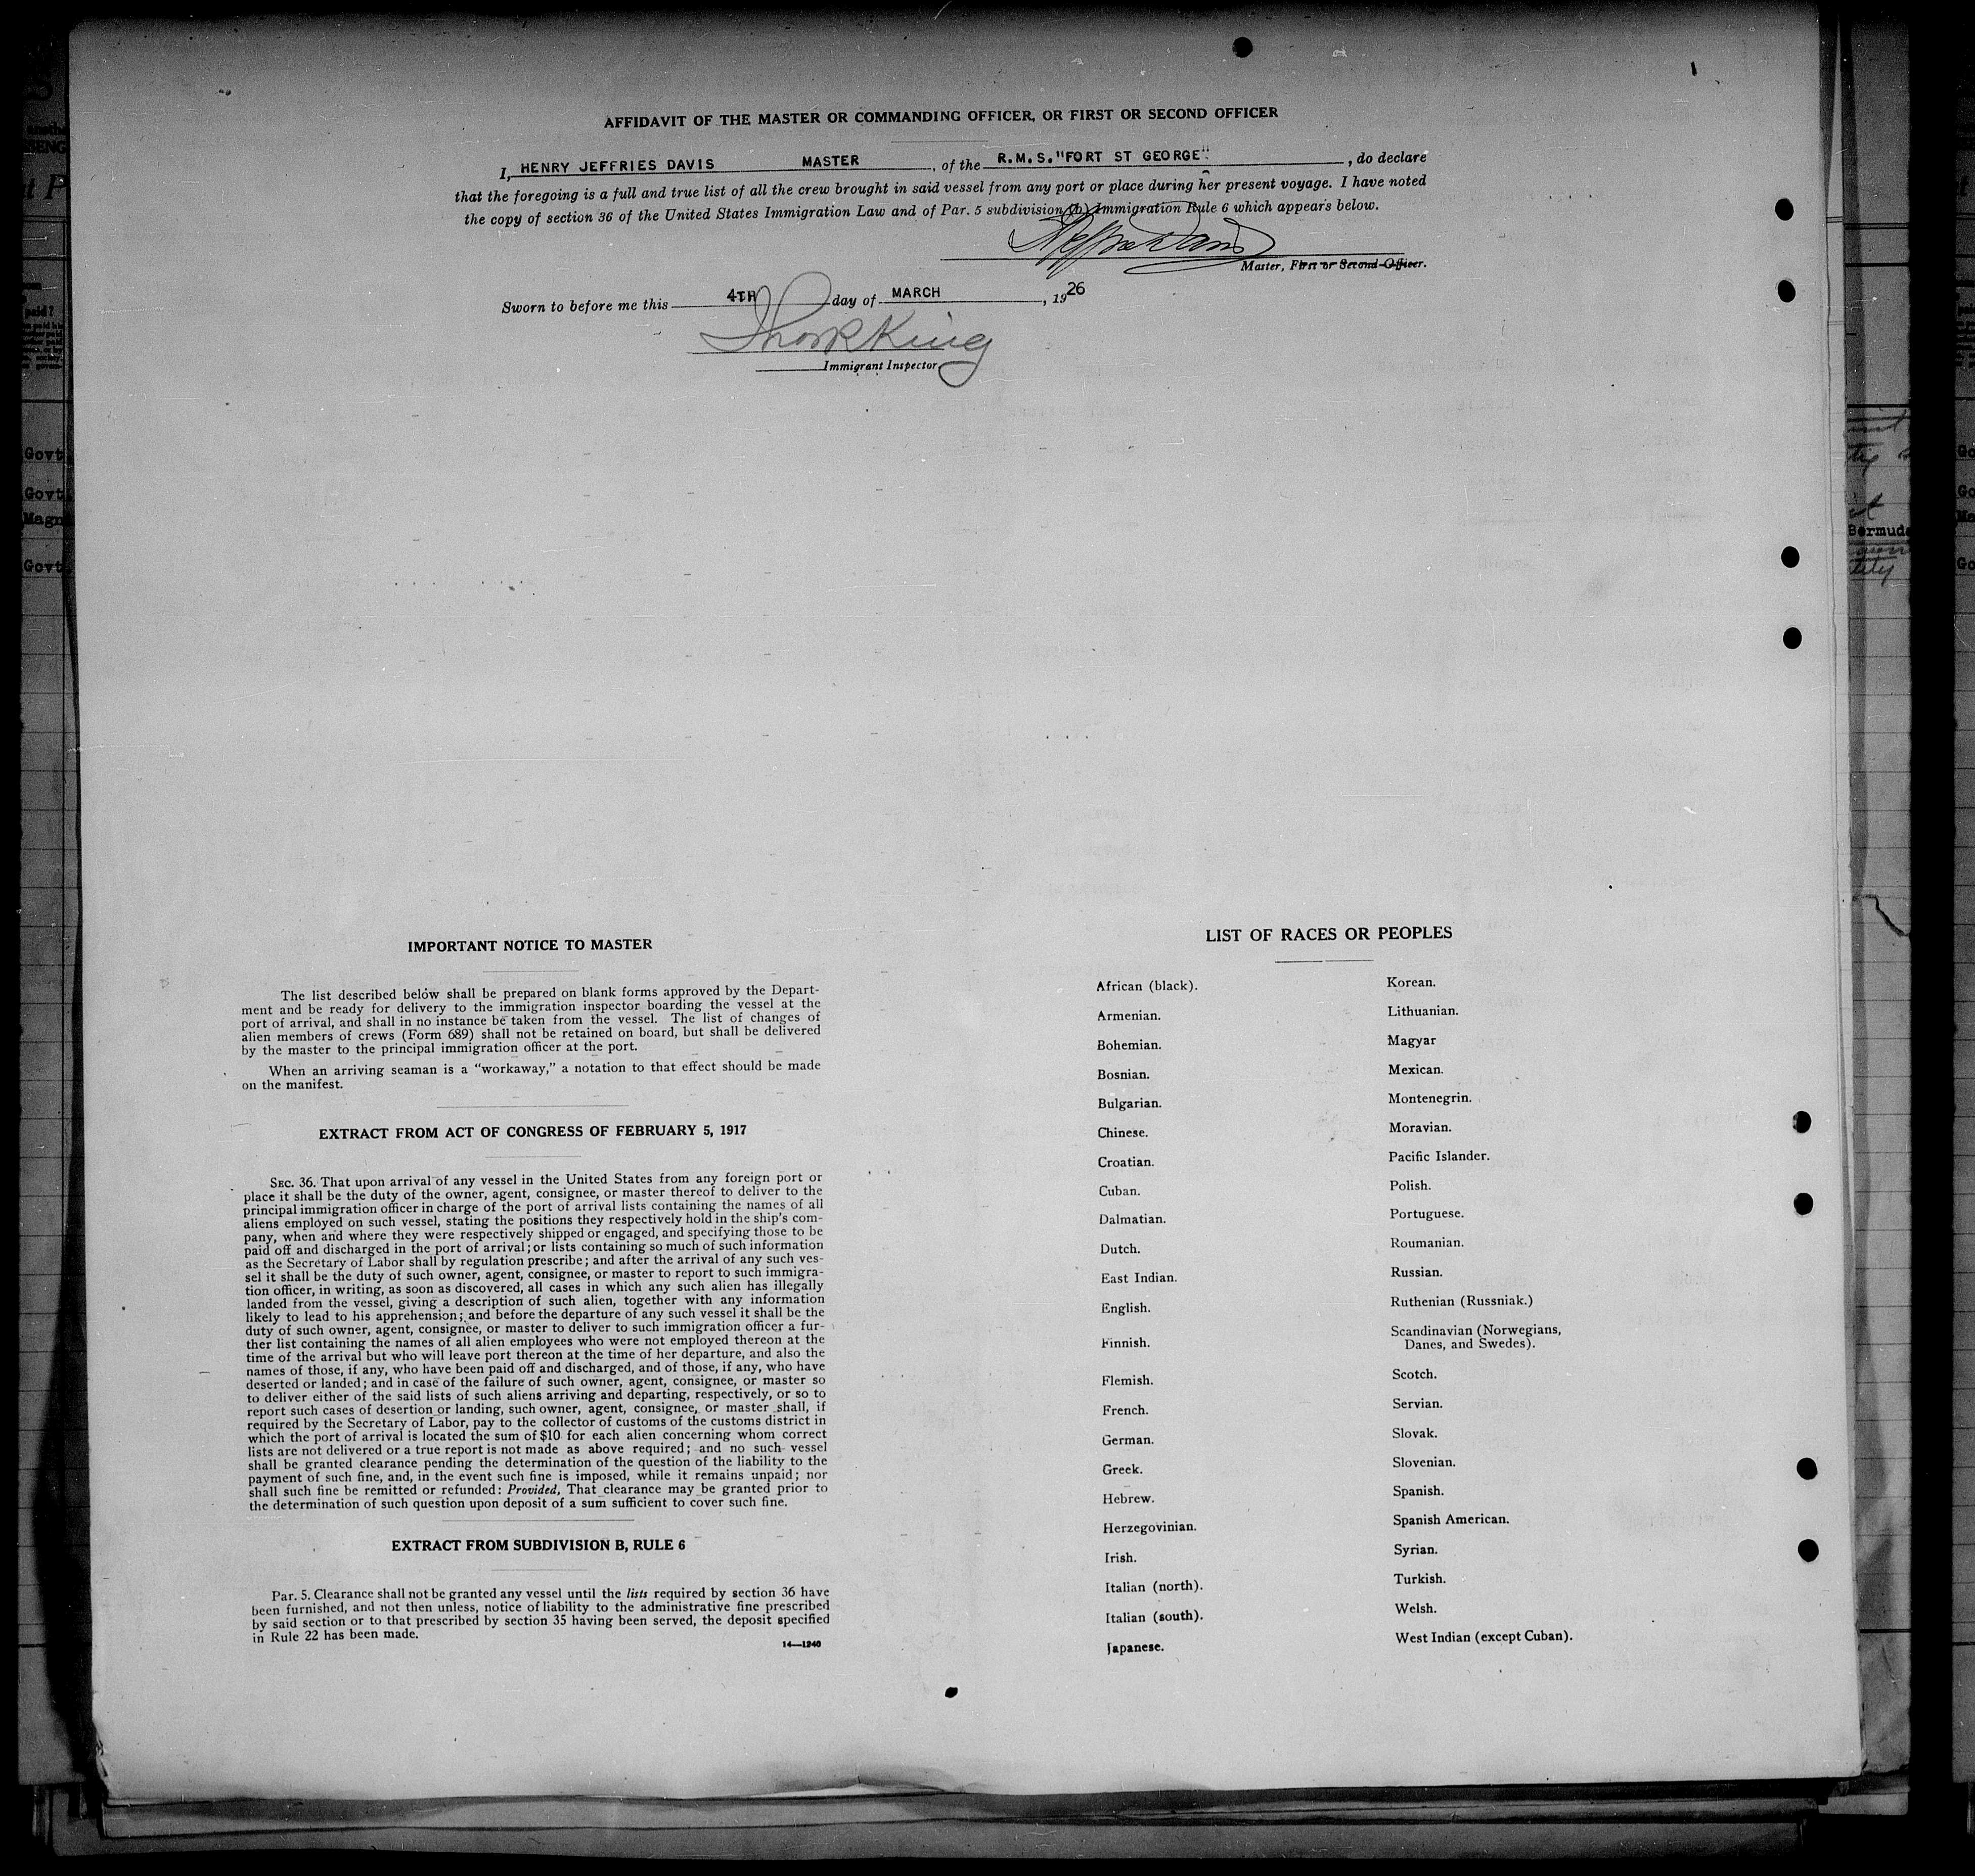 AFFIDAVIT OF THE MASTER OR COMMANDING OFFICER, OR FIRST OR SECOND OFFICER
I, HENRY JEFFRIES DAVIS MASTER, of the R.M.S."FORT ST GEORGE", do declare
that the foregoing is a full and true list of all the crew brought in said vessel from any port or place during her present voyage. I have noted
the copy of section 36 of the United States Immigration Law and of Par. 5 subdivision (b) Immigration Rule 6 which appears below.
Master, First or Second Officer.
Sworn to before me this 4TH day of MARCH, 1926
King
Immigrant Inspector
IMPORTANT NOTICE TO MASTER
The list described below shall be prepared on blank forms approved by the Depart-
ment and be ready for delivery to the immigration inspector boarding the vessel at the
port of arrival, and shall in no instance be taken from the vessel. The list of changes of
alien members of crews (Form 689) shall not be retained on board, but shall be delivered
by the master to the principal immigration officer at the port.
When an arriving seaman is a "workaway," a notation to that effect should be made
on the manifest.
EXTRACT FROM ACT OF CONGRESS OF FEBRUARY 5, 1917
SEC. 36. That upon arrival of any vessel in the United States from any foreign port or
place it shall be the duty of the owner, agent, consignee, or master thereof to deliver to the
principal immigration officer in charge of the port of arrival lists containing the names of all
aliens employed on such vessel, stating the positions they respectively hold in the ship's com-
pany, when and where they were respectively shipped or engaged, and specifying those to be
paid off and discharged in the port of arrival; or lists containing so much of such information
as the Secretary of Labor shall by regulation prescribe; and after the arrival of any such ves-
sel it shall be the duty of such owner, agent, consignee, or master to report to such immigra-
tion officer, in writing, as soon as discovered, all cases in which any such alien has illegally
landed from the vessel, giving a description of such alien, together with any information
likely to lead to his apprehension; and before the departure of any such vessel it shall be the
duty of such owner, agent, consignee, or master to deliver to such immigration officer a fur-
ther list containing the names of all alien employees who were not employed thereon at the
time of the arrival but who will leave port thereon at the time of her departure, and also the
names of those, if any, who have been paid off and discharged, and of those, if any, who have
deserted or landed; and in case of the failure of such owner, agent, consignee, or master so
to deliver either of the said lists of such aliens arriving and departing, respectively, or so to
report such cases of desertion or landing, such owner, agent, consignee, or master shall, if
required by the Secretary of Labor, pay to the collector of customs of the customs district in
which the port of arrival is located the sum of $10 for each alien concerning whom correct
lists are not delivered or a true report is not made as above required; and no such vessel
shall be granted clearance pending the determination of the question of the liability to the
payment of such fine, and, in the event such fine is imposed, while it remains unpaid; nor
shall such fine be remitted or refunded: Provided, That clearance may be granted prior to
the determination of such question upon deposit of a sum sufficient to cover such fine.
EXTRACT FROM SUBDIVISION B, RULE 6
Par. 5. Clearance shall not be granted any vessel until the lists required by section 36 have
been furnished, and not then unless, notice of liability to the administrative fine prescribed
by said section or to that prescribed by section 35 having been served, the deposit specified
in Rule 22 has been made.
14—1240
LIST OF RACES OR PEOPLES
African (black).
Armenian.
Bohemian.
Bosnian.
Bulgarian.
Chinese.
Croatian.
Cuban.
Dalmatian.
Dutch.
East Indian.
English.
Finnish.
Flemish.
French.
German.
Greek.
Hebrew.
Herzegovinian.
Irish.
Italian (north).
Italian (south).
Japanese.
Korean.
Lithuanian.
Magyar
Mexican.
Montenegrin.
Moravian.
Pacific Islander.
Polish.
Portuguese.
Roumanian.
Russian.
Ruthenian (Russniak.)
Scandinavian (Norwegians,
Danes, and Swedes).
Scotch.
Servian.
Slovak.
Slovenian.
Spanish.
Spanish American.
Syrian.
Turkish.
Welsh.
West Indian (except Cuban).
Govt
Govt
Magn
Govt
Bermuda